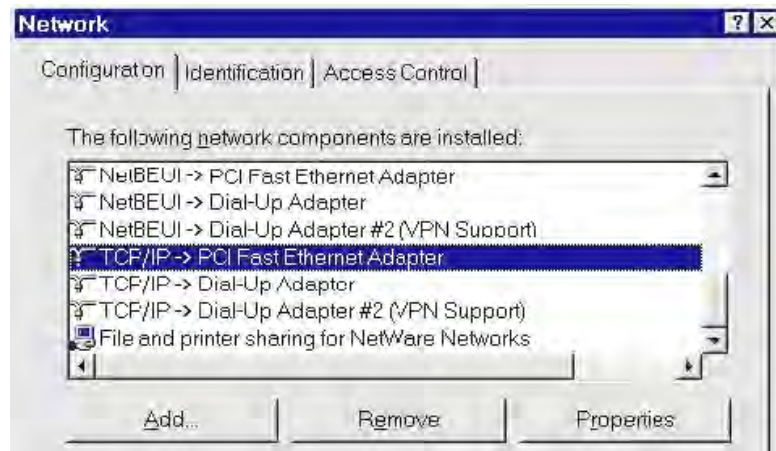 Network ? ×
Configuration Identification Access Control
The following network components are installed:
NetBEUI -> PCI Fast Ethernet Adapter
NetBEUI -> Dial-Up Adapter
NetBEUI -> Dial-Up Adapter #2 (VPN Support)
TCP/IP -> PCI Fast Ethernet Adapter
TCP/IP -> Dial-Up Adapter
TCP/IP -> Dial-Up Adapter #2 (VPN Support)
File and printer sharing for NetWare Networks
Add... Remove Properties